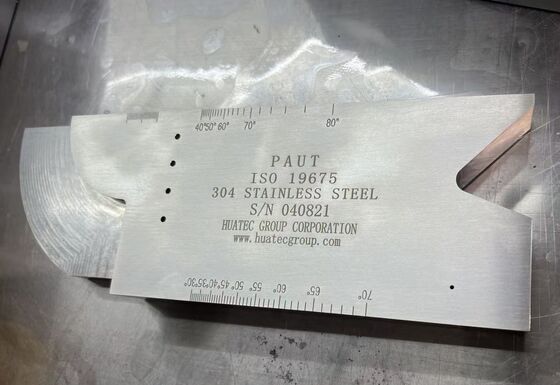 40° 50° 60° 70° 80°
PAUT
ISO 19675
304 STAINLESS STEEL
S/N 040821
HUATEC GROUP CORPORATION
www.huatecgroup.com
70° 65° 60° 55° 50° 45° 40° 35° 30°